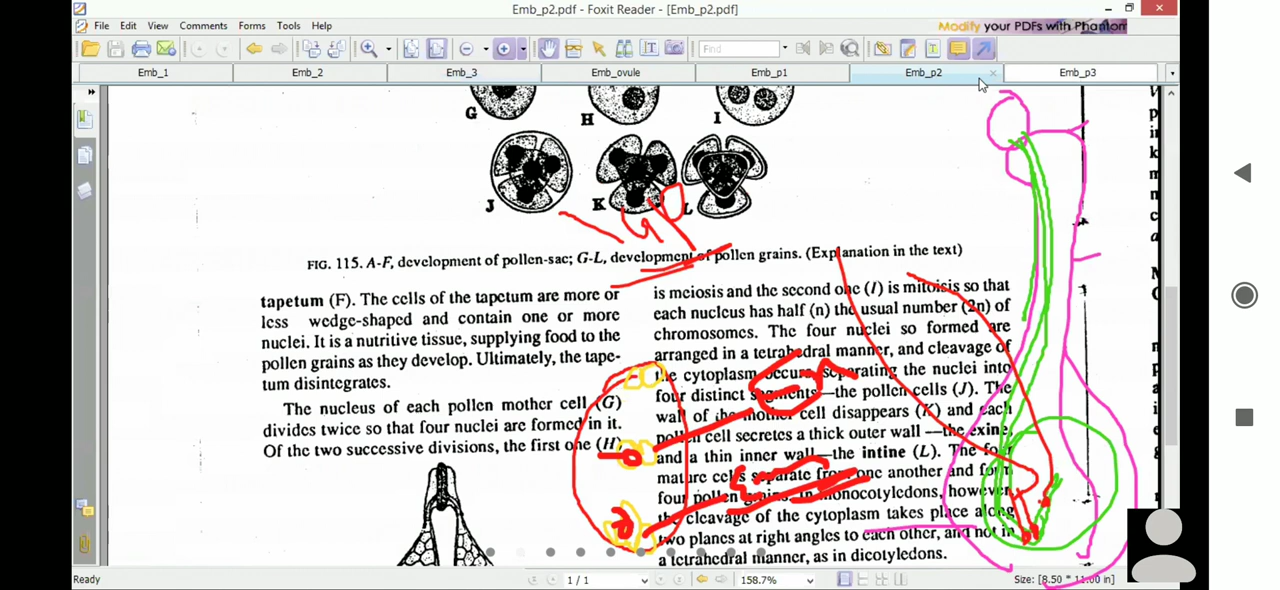 Emb_p2.pdf - Foxit Reader - [Emb_p2.pdf]
File Edit View Comments Forms Tools Help
Modify your PDFs with Phantom
Find
Emb_1 Emb_2 Emb_3 Emb_ovule Emb_p1 Emb_p2 Emb_p3
G H I
J K L
FIG. 115. A-F, development of pollen-sac; G-L, development of pollen grains. (Explanation in the text)
tapetum (F). The cells of the tapetum are more or
less wedge-shaped and contain one or more
nuclei. It is a nutritive tissue, supplying food to the
pollen grains as they develop. Ultimately, the tape-
tum disintegrates.
The nucleus of each pollen mother cell (G)
divides twice so that four nuclei are formed in it.
Of the two successive divisions, the first one (H)
is meiosis and the second one (I) is mitoisis so that
each nucleus has half (n) the usual number (2n) of
chromosomes. The four nuclei so formed are
arranged in a tetrahedral manner, and cleavage of
the cytoplasm occurs separating the nuclei into
four distinct segments—the pollen cells (J). The
wall of the mother cell disappears (K) and each
pollen cell secretes a thick outer wall—the exine,
and a thin inner wall—the intine (L). The four
mature cells separate from one another and form
four pollen grains. In monocotyledons, however
the cleavage of the cytoplasm takes place along
two planes at right angles to each other, and not in
a tetrahedral manner, as in dicotyledons.
Ready
1 / 1
158.7%
Size: [8.50 * 11.00 in]